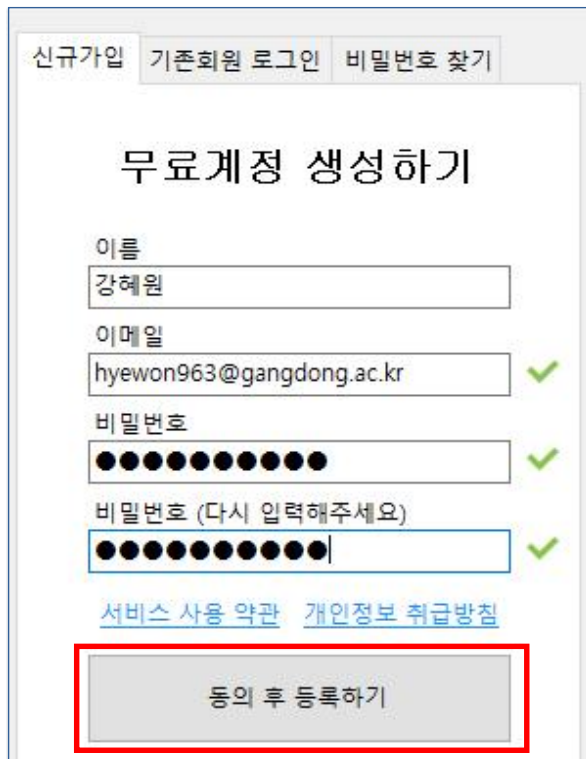 신규가입 기존회원 로그인 비밀번호 찾기
무료계정 생성하기
이름
강혜원
이메일
hyewon963@gangdong.ac.kr
비밀번호
●●●●●●●●●●
비밀번호 (다시 입력해주세요)
●●●●●●●●●●
서비스 사용 약관 개인정보 취급방침
동의 후 등록하기